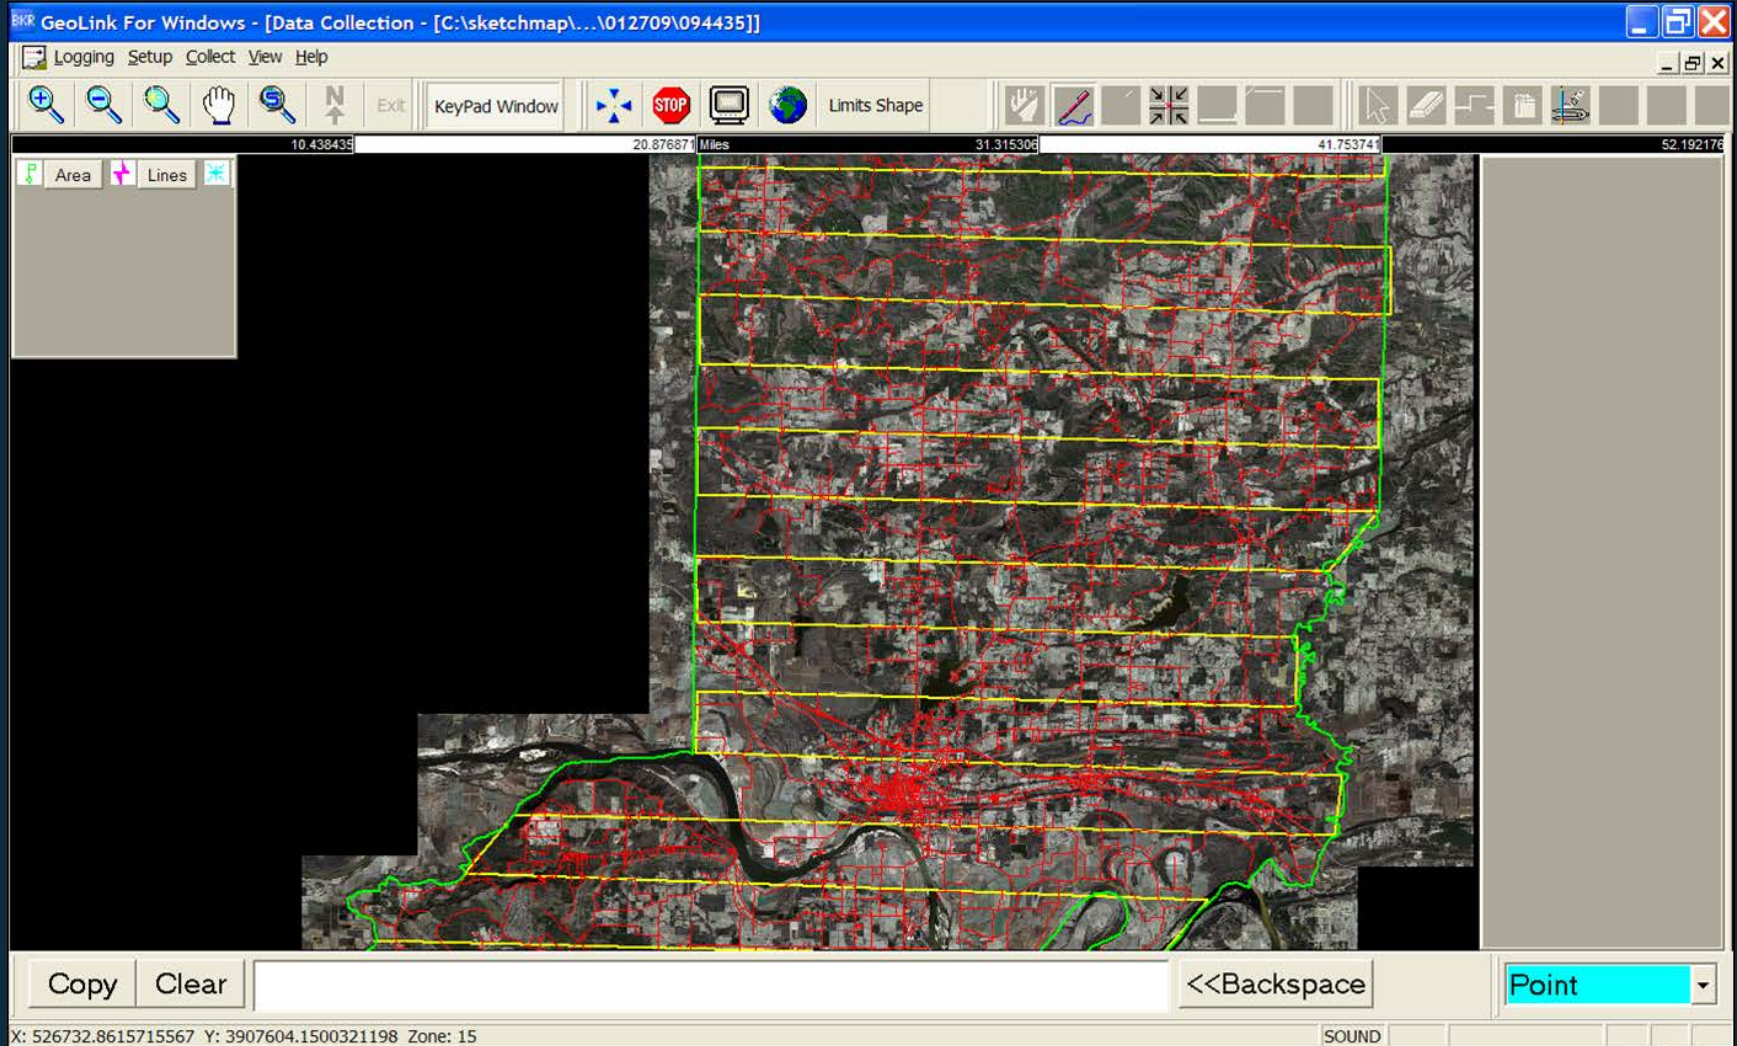 BKR GeoLink For Windows - [Data Collection - [C:\sketchmap\...\012709\094435]]
Logging Setup Collect View Help
N Exit KeyPad Window STOP Limits Shape
10.438435 20.876871 Miles 31.315306 41.753741 52.192176
Area Lines
Copy Clear <<Backspace Point
X: 526732.8615715567 Y: 3907604.1500321198 Zone: 15 SOUND